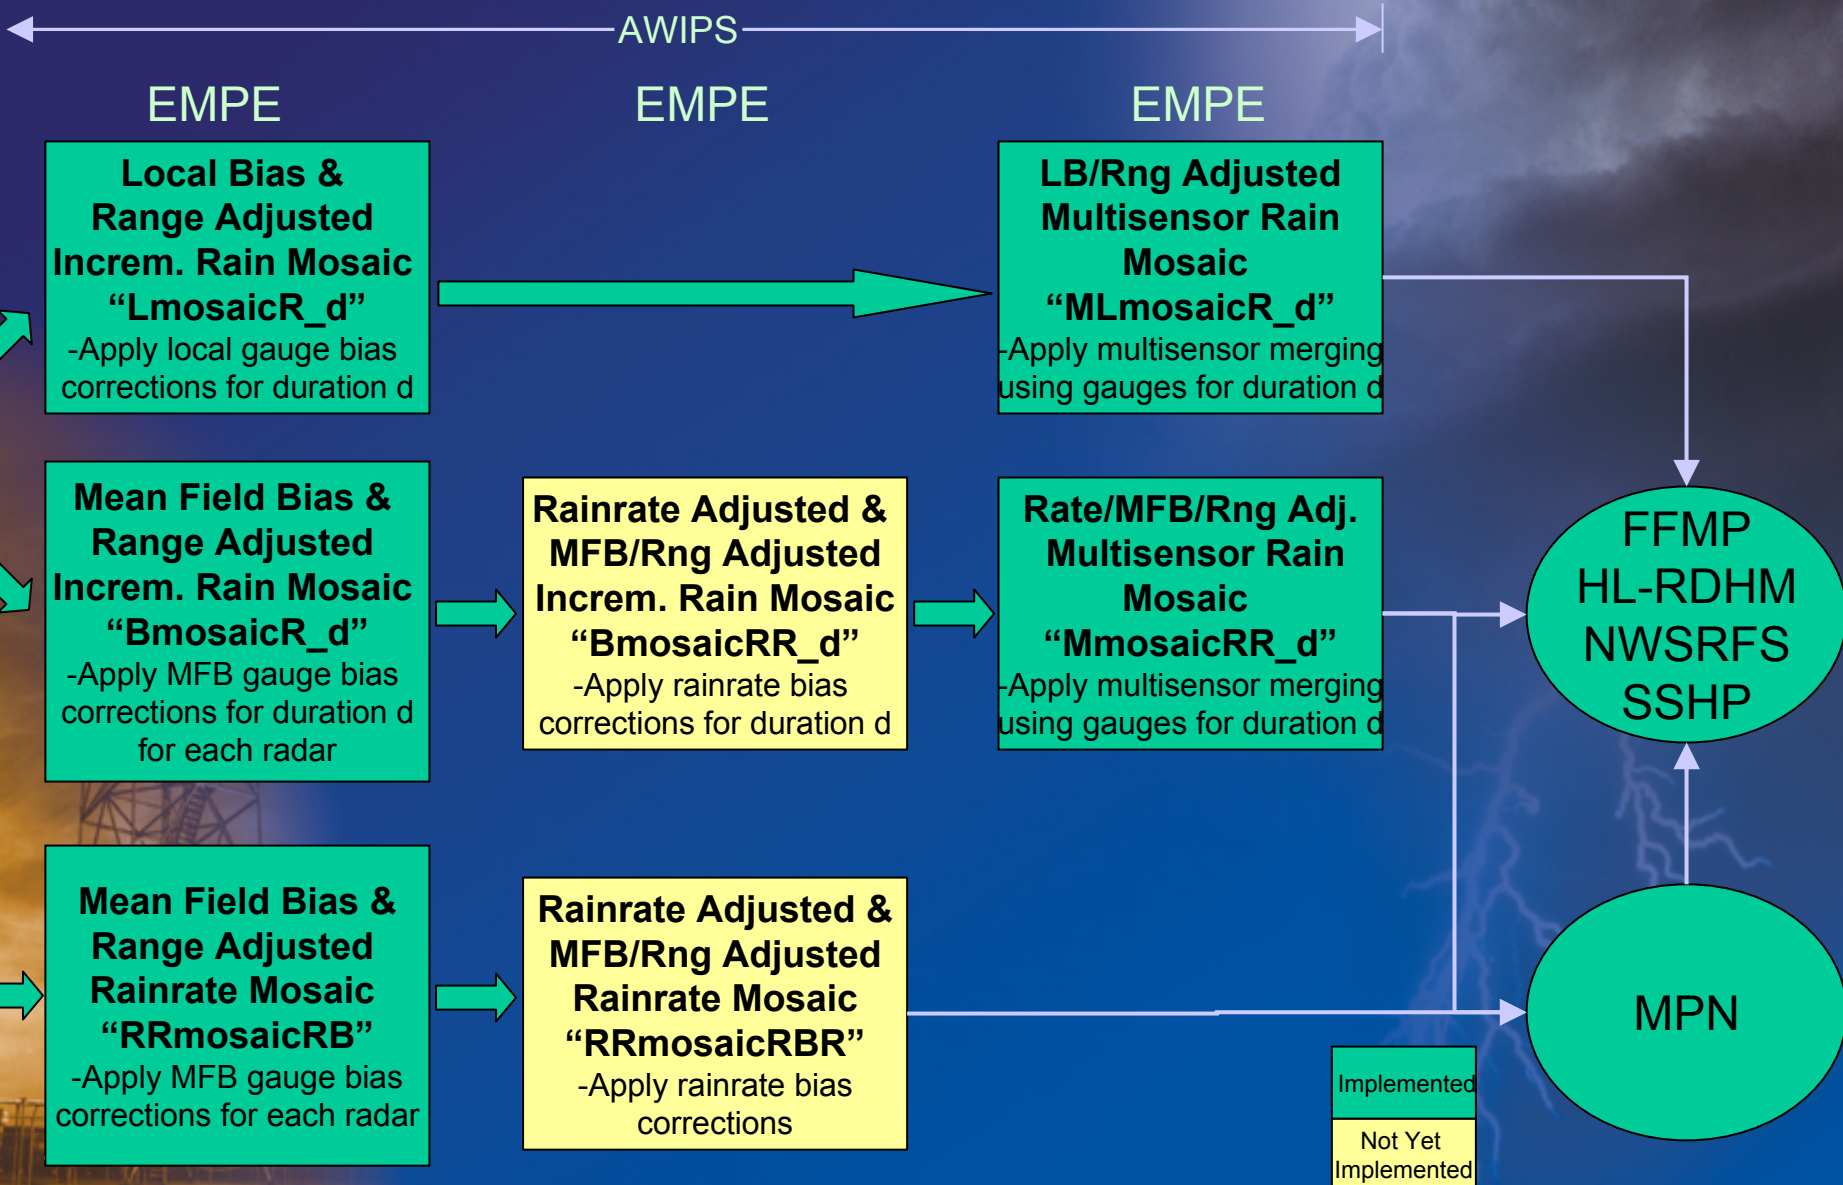 AWIPS
EMPE
EMPE
EMPE
Local Bias &
Range Adjusted
Increm. Rain Mosaic
“LmosaicR_d”
-Apply local gauge bias
corrections for duration d
LB/Rng Adjusted
Multisensor Rain
Mosaic
“MLmosaicR_d”
-Apply multisensor merging
using gauges for duration d
Mean Field Bias &
Range Adjusted
Increm. Rain Mosaic
“BmosaicR_d”
-Apply MFB gauge bias
corrections for duration d
for each radar
Rainrate Adjusted &
MFB/Rng Adjusted
Increm. Rain Mosaic
“BmosaicRR_d”
-Apply rainrate bias
corrections for duration d
Rate/MFB/Rng Adj.
Multisensor Rain
Mosaic
“MmosaicRR_d”
-Apply multisensor merging
using gauges for duration d
FFMP
HL-RDHM
NWSRFS
SSHP
Mean Field Bias &
Range Adjusted
Rainrate Mosaic
“RRmosaicRB”
-Apply MFB gauge bias
corrections for each radar
Rainrate Adjusted &
MFB/Rng Adjusted
Rainrate Mosaic
“RRmosaicRBR”
-Apply rainrate bias
corrections
MPN
Implemented
Not Yet
Implemented